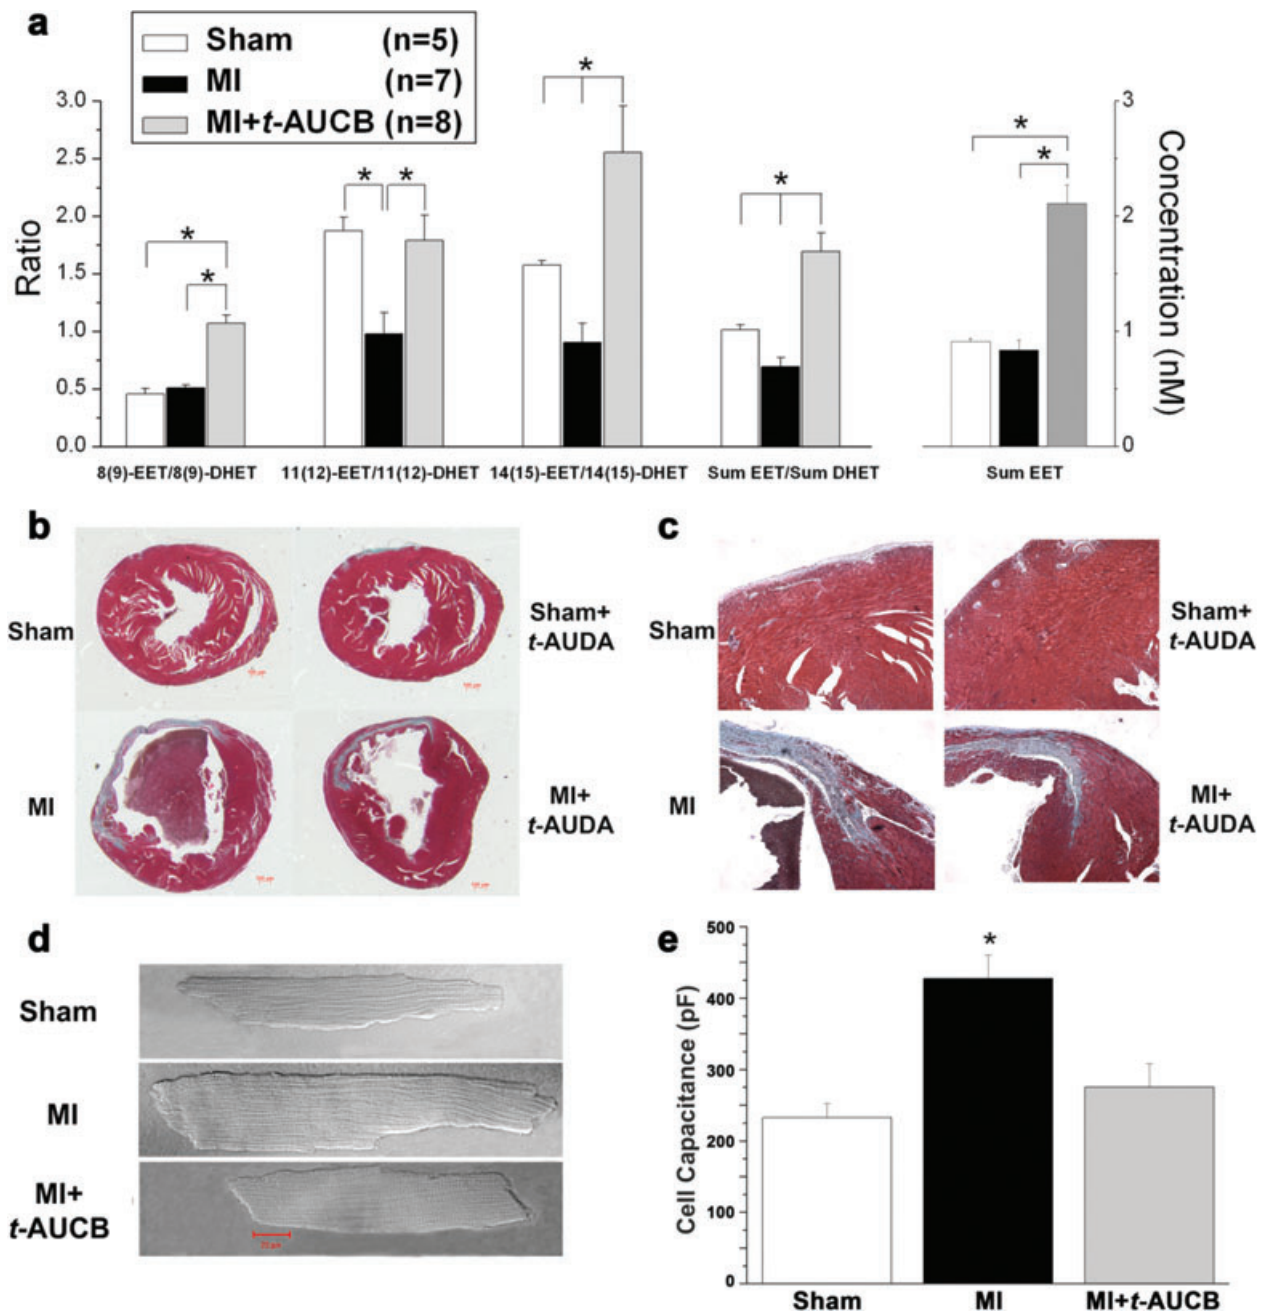 a
Sham (n=5)
MI (n=7)
MI+t-AUCB (n=8)
3.0
2.5
2.0
1.5
1.0
0.5
0.0
Ratio
* * * * * * * *
3
2
1
0
Concentration (nM)
8(9)-EET/8(9)-DHET 11(12)-EET/11(12)-DHET 14(15)-EET/14(15)-DHET Sum EET/Sum DHET Sum EET
b
Sham
Sham+
t-AUDA
MI
MI+
t-AUDA
c
Sham
Sham+
t-AUDA
MI
MI+
t-AUDA
d
Sham
MI
MI+
t-AUCB
e
500
400
300
200
100
0
Cell Capacitance (pF)
*
Sham MI MI+t-AUCB